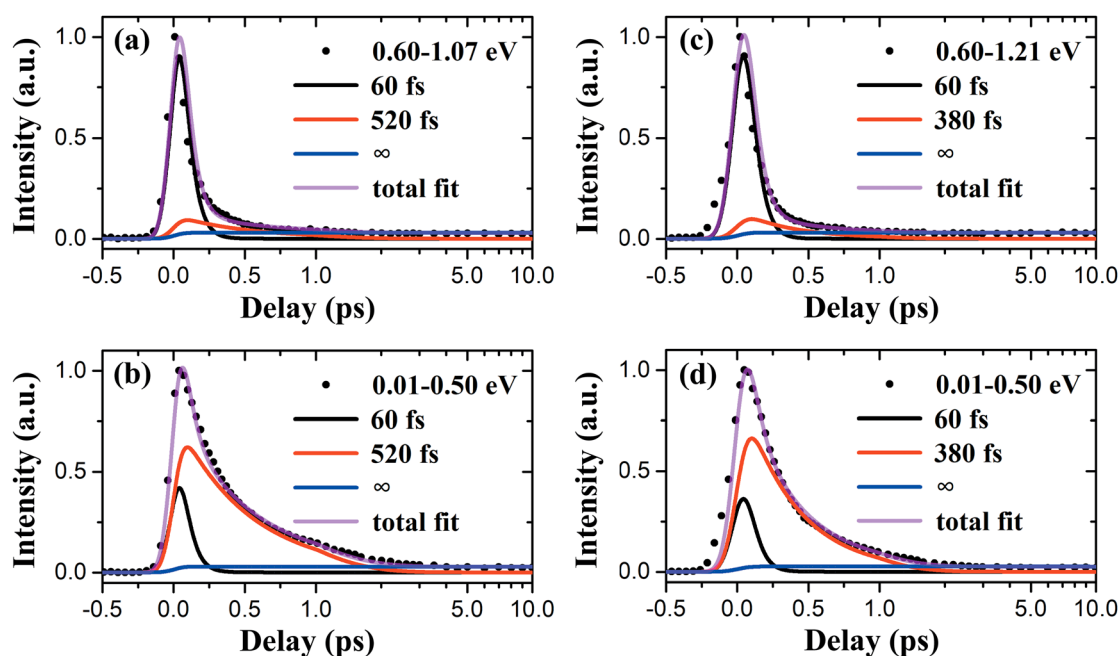 (a)
0.60-1.07 eV
60 fs
520 fs
∞
total fit
Intensity (a.u.)
1.0
0.5
0.0
-0.5 0.0 0.5 1.0 5.0 10.0
Delay (ps)
(c)
0.60-1.21 eV
60 fs
380 fs
∞
total fit
Intensity (a.u.)
1.0
0.5
0.0
-0.5 0.0 0.5 1.0 5.0 10.0
Delay (ps)
(b)
0.01-0.50 eV
60 fs
520 fs
∞
total fit
Intensity (a.u.)
1.0
0.5
0.0
-0.5 0.0 0.5 1.0 5.0 10.0
Delay (ps)
(d)
0.01-0.50 eV
60 fs
380 fs
∞
total fit
Intensity (a.u.)
1.0
0.5
0.0
-0.5 0.0 0.5 1.0 5.0 10.0
Delay (ps)